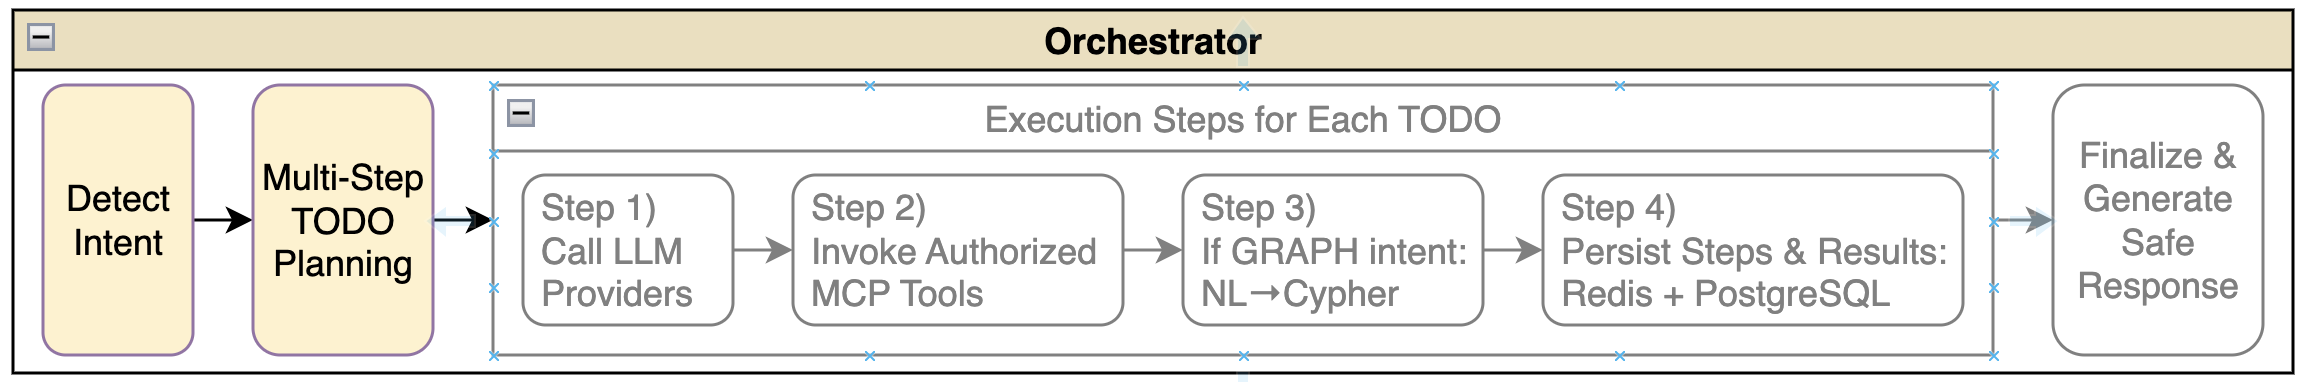 Orchestrator
Detect
Intent
Multi-Step
TODO
Planning
Execution Steps for Each TODO
Step 1)
Call LLM
Providers
Step 2)
Invoke Authorized
MCP Tools
Step 3)
If GRAPH intent:
NL→Cypher
Step 4)
Persist Steps & Results:
Redis + PostgreSQL
Finalize &
Generate
Safe
Response